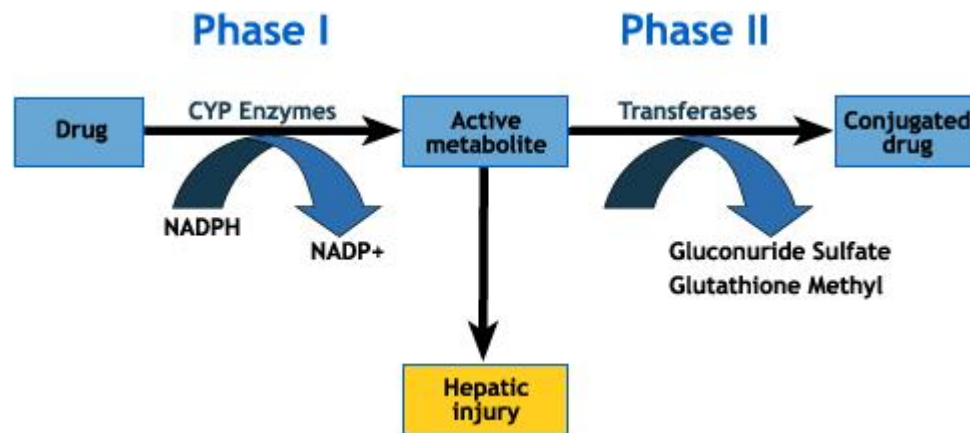 Phase I
Phase II
Drug
CYP Enzymes
Active
metabolite
Transferases
Conjugated
drug
NADPH
NADP+
Gluconuride Sulfate
Glutathione Methyl
Hepatic
injury